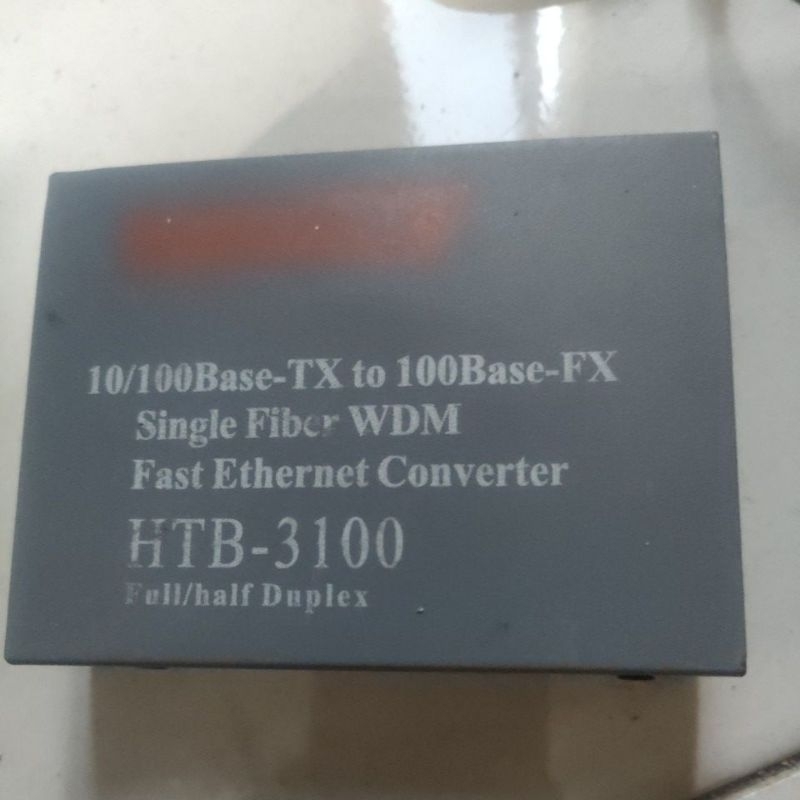 10/100Base-TX to 100Base-FX
Single Fiber WDM
Fast Ethernet Converter
HTB-3100
Full/half Duplex